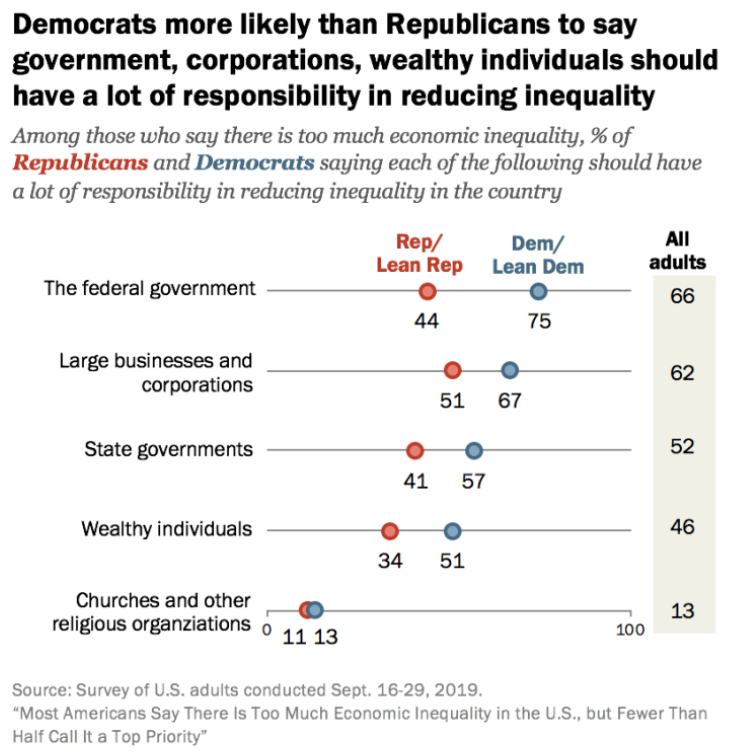 Democrats more likely than Republicans to say
government, corporations, wealthy individuals should
have a lot of responsibility in reducing inequality
Among those who say there is too much economic inequality, % of
Republicans and Democrats saying each of the following should have
a lot of responsibility in reducing inequality in the country
Rep/
Lean Rep
Dem/
Lean Dem
All
adults
The federal government
44
75
66
Large businesses and
corporations
51
67
62
State governments
41
57
52
Wealthy individuals
34
51
46
Churches and other
religious organziations
0
11
13
100
13
Source: Survey of U.S. adults conducted Sept. 16-29, 2019.
“Most Americans Say There Is Too Much Economic Inequality in the U.S., but Fewer Than
Half Call It a Top Priority”